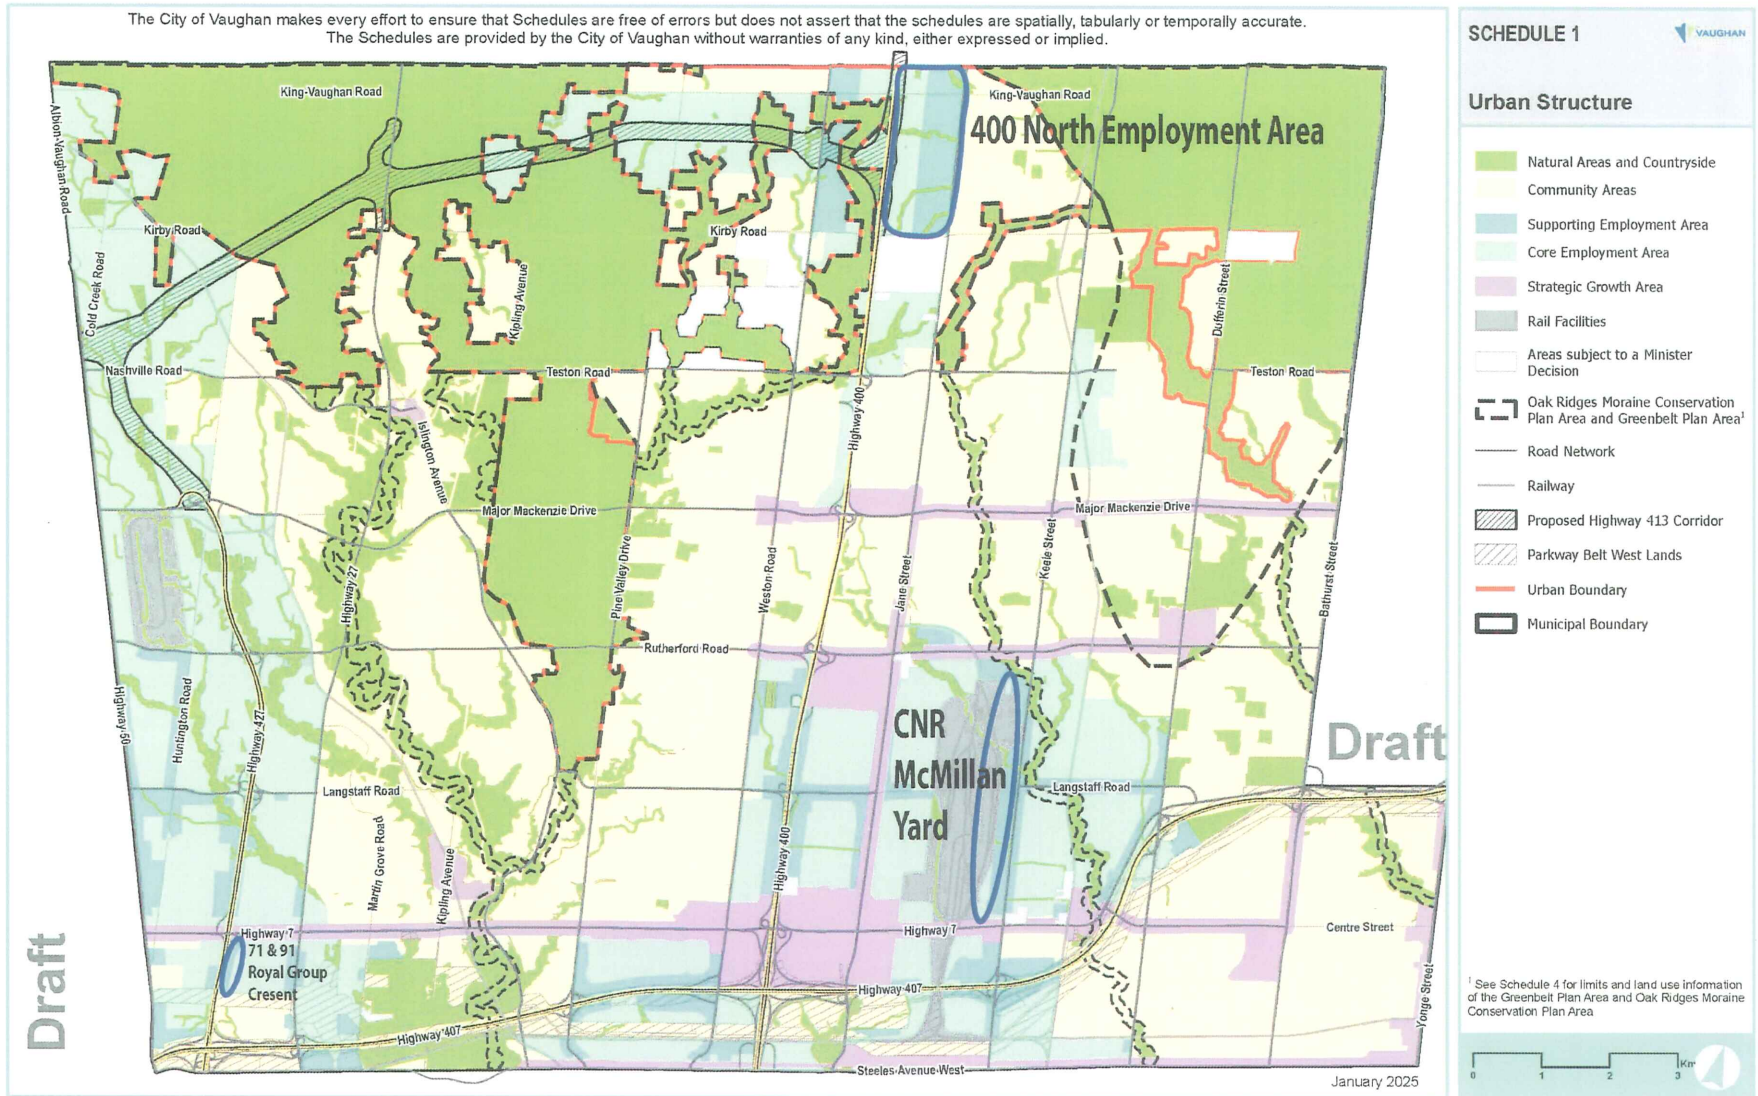 The City of Vaughan makes every effort to ensure that Schedules are free of errors but does not assert that the schedules are spatially, tabularly or temporally accurate.
The Schedules are provided by the City of Vaughan without warranties of any kind, either expressed or implied.
King-Vaughan Road
King-Vaughan Road
400 North Employment Area
Albion-Vaughan Road
Kirby Road
Kirby Road
Cold Creek Road
Kipling Avenue
Dufferin Street
Nashville Road
Teston Road
Teston Road
Islington Avenue
Highway 400
Major Mackenzie Drive
Major Mackenzie Drive
Highway 27
Pine Valley Drive
Weston Road
Jane Street
Keele Street
Bathurst Street
Rutherford Road
Highway 50
Huntington Road
Highway 427
CNR
McMillan
Yard
Draft
Langstaff Road
Langstaff Road
Martin Grove Road
Kipling Avenue
Highway 400
Highway 7
Highway 7
Centre Street
71 & 91
Royal Group
Cresent
Draft
Highway 407
Highway 407
Yonge Street
Steeles Avenue West
January 2025
SCHEDULE 1
VAUGHAN
Urban Structure
Natural Areas and Countryside
Community Areas
Supporting Employment Area
Core Employment Area
Strategic Growth Area
Rail Facilities
Areas subject to a Minister
Decision
Oak Ridges Moraine Conservation
Plan Area and Greenbelt Plan Area¹
Road Network
Railway
Proposed Highway 413 Corridor
Parkway Belt West Lands
Urban Boundary
Municipal Boundary
¹ See Schedule 4 for limits and land use information
of the Greenbelt Plan Area and Oak Ridges Moraine
Conservation Plan Area
Km
0 1 2 3